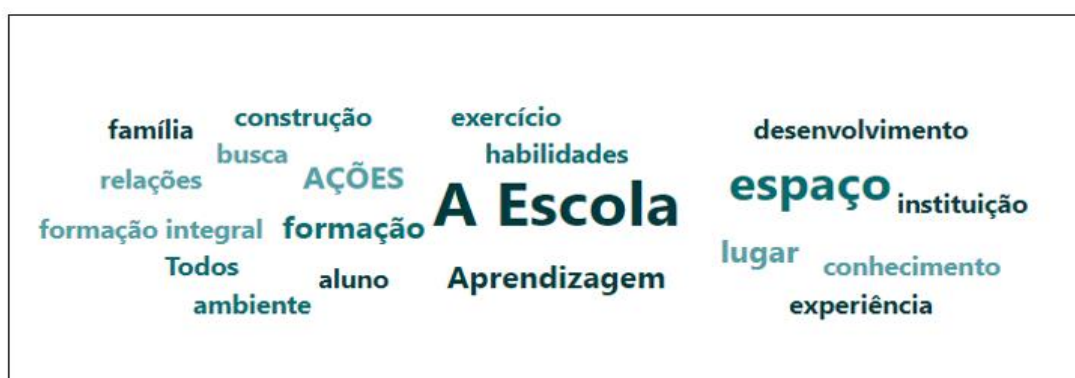 família
construção
busca
relações
AÇÕES
formação integral
formação
Todos
aluno
ambiente
exercício
habilidades
A Escola
Aprendizagem
desenvolvimento
espaço
instituição
lugar
conhecimento
experiência